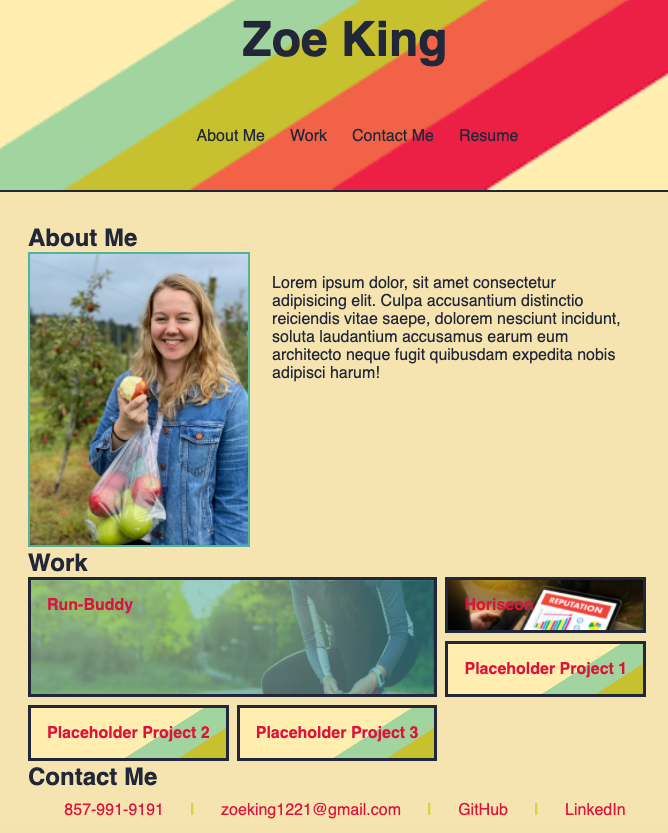 Zoe King
About Me Work Contact Me Resume
About Me
Lorem ipsum dolor, sit amet consectetur
adipisicing elit. Culpa accusantium distinctio
reiciendis vitae saepe, dolorem nesciunt incidunt,
soluta laudantium accusamus earum eum
architecto neque fugit quibusdam expedita nobis
adipisci harum!
Work
Run-Buddy
Horiseon
REPUTATION
Placeholder Project 1
Placeholder Project 2
Placeholder Project 3
Contact Me
857-991-9191 | zoeking1221@gmail.com | GitHub | LinkedIn